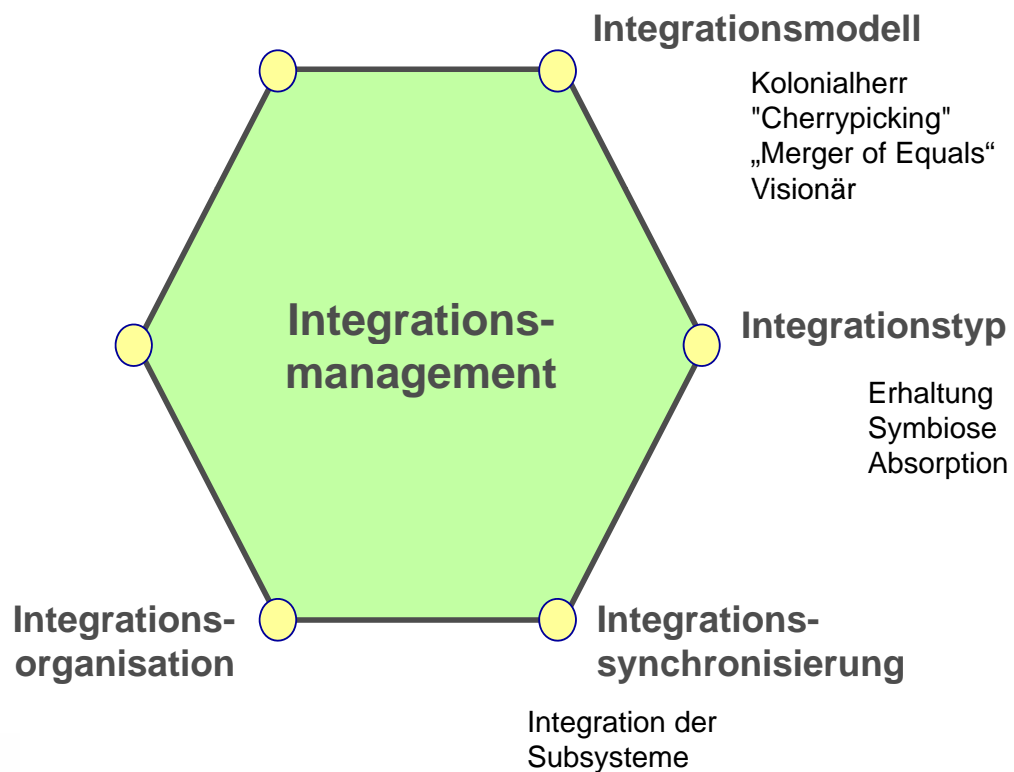 Integrationsmodell
Kolonialherr
"Cherrypicking"
„Merger of Equals“
Visionär
Integrations-
management
Integrationstyp
Erhaltung
Symbiose
Absorption
Integrations-
organisation
Integrations-
synchronisierung
Integration der
Subsysteme